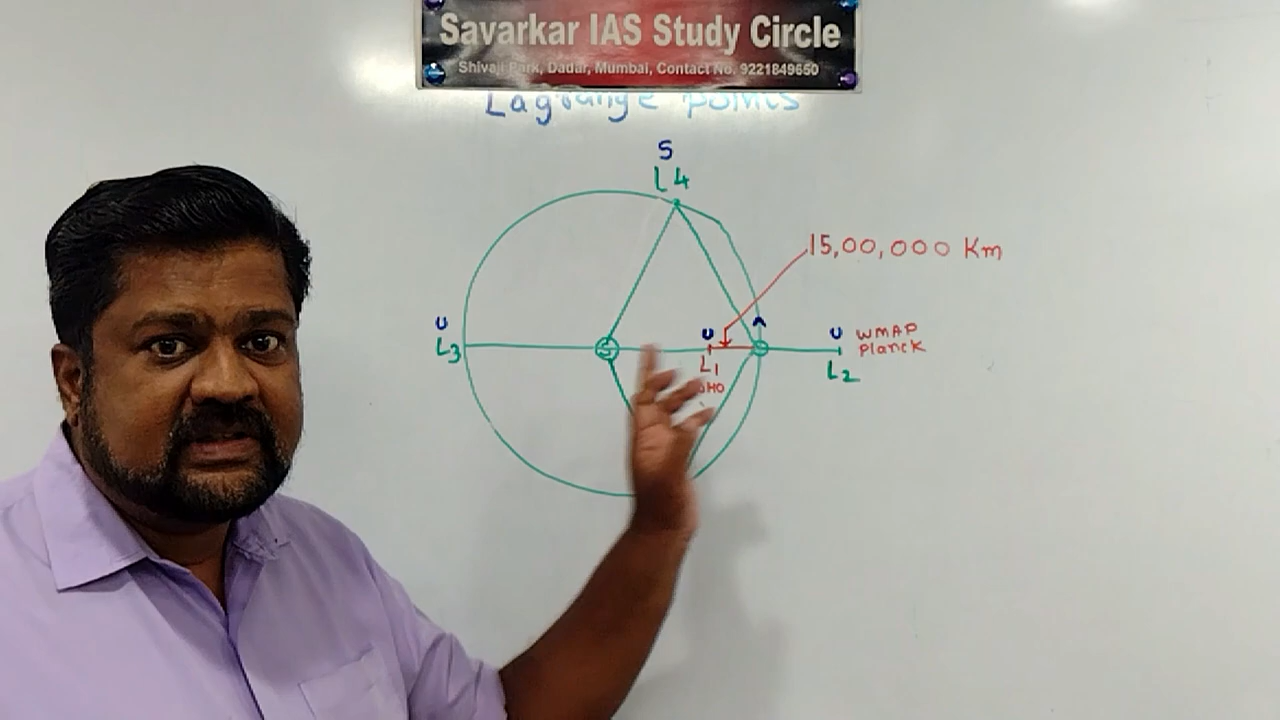 Savarkar IAS Study Circle
Shivaji Park, Dadar, Mumbai, Contact No. 9221849650
Lagrange points
S
L4
15,00,000 Km
U
L3
U
L1
U
L2
WMAP
Planck